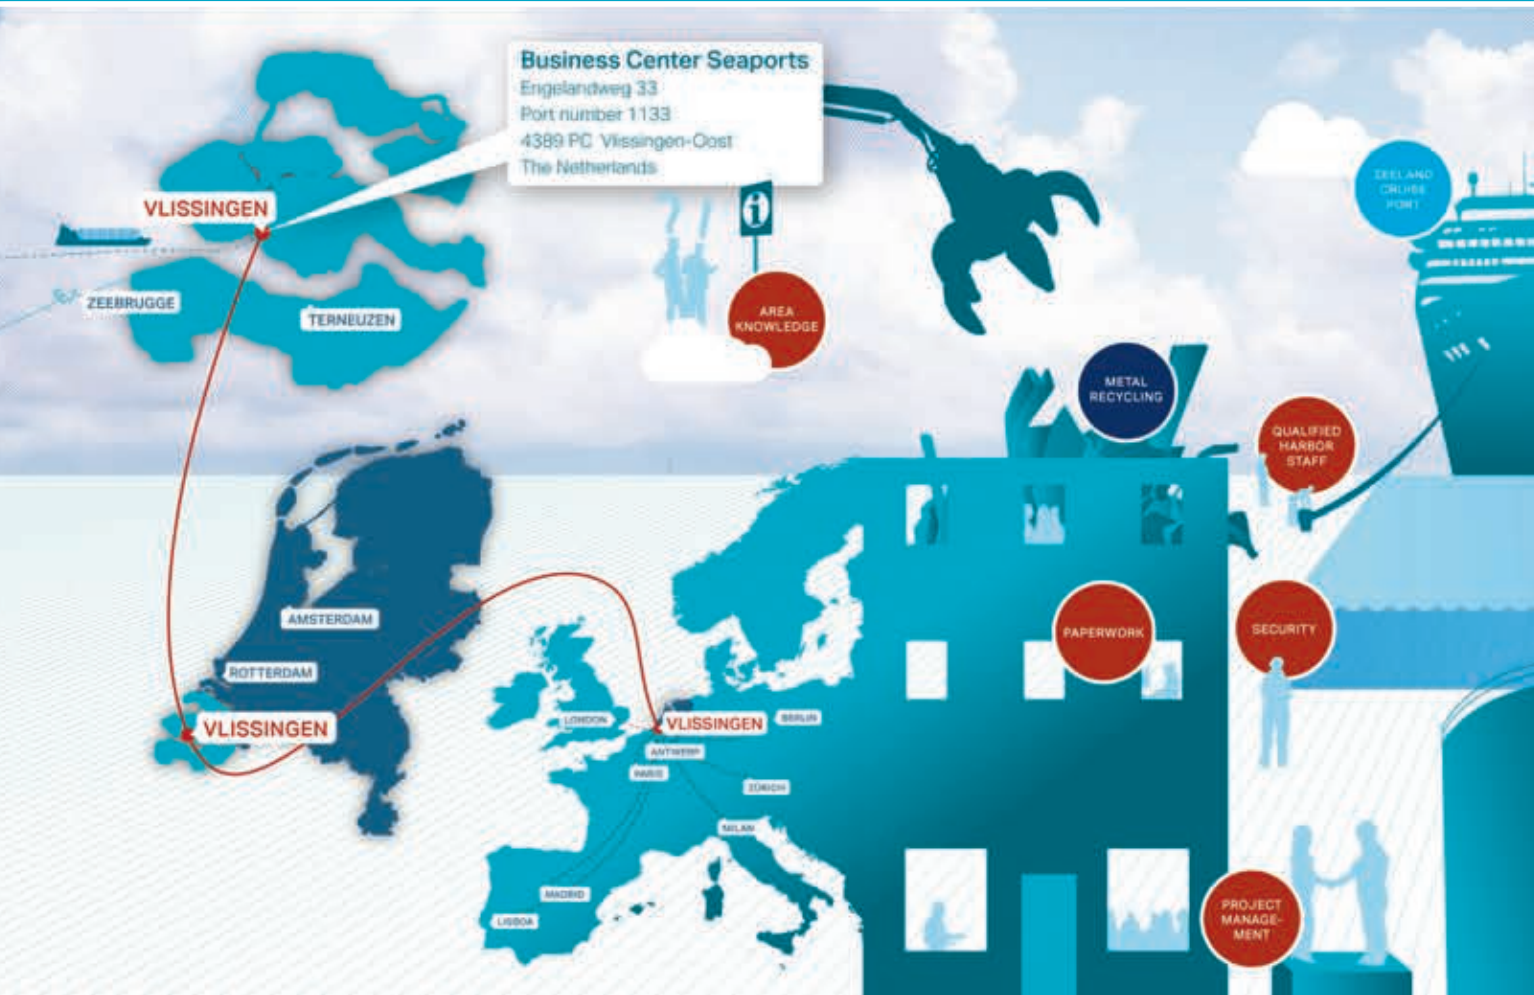 Business Center Seaports
Engelandweg 33
Port number 1133
4389 PC Vlissingen-Oost
The Netherlands
VLISSINGEN
ZEEBRUGGE
TERNEUZEN
i
AREA
KNOWLEDGE
ZEELAND
CRUISE
PORT
METAL
RECYCLING
QUALIFIED
HARBOR
STAFF
AMSTERDAM
ROTTERDAM
VLISSINGEN
PAPERWORK
SECURITY
LONDON
VLISSINGEN
BERLIN
ANTWERP
PARIS
ZÜRICH
MILAN
MADRID
LISBOA
PROJECT
MANAGE-
MENT